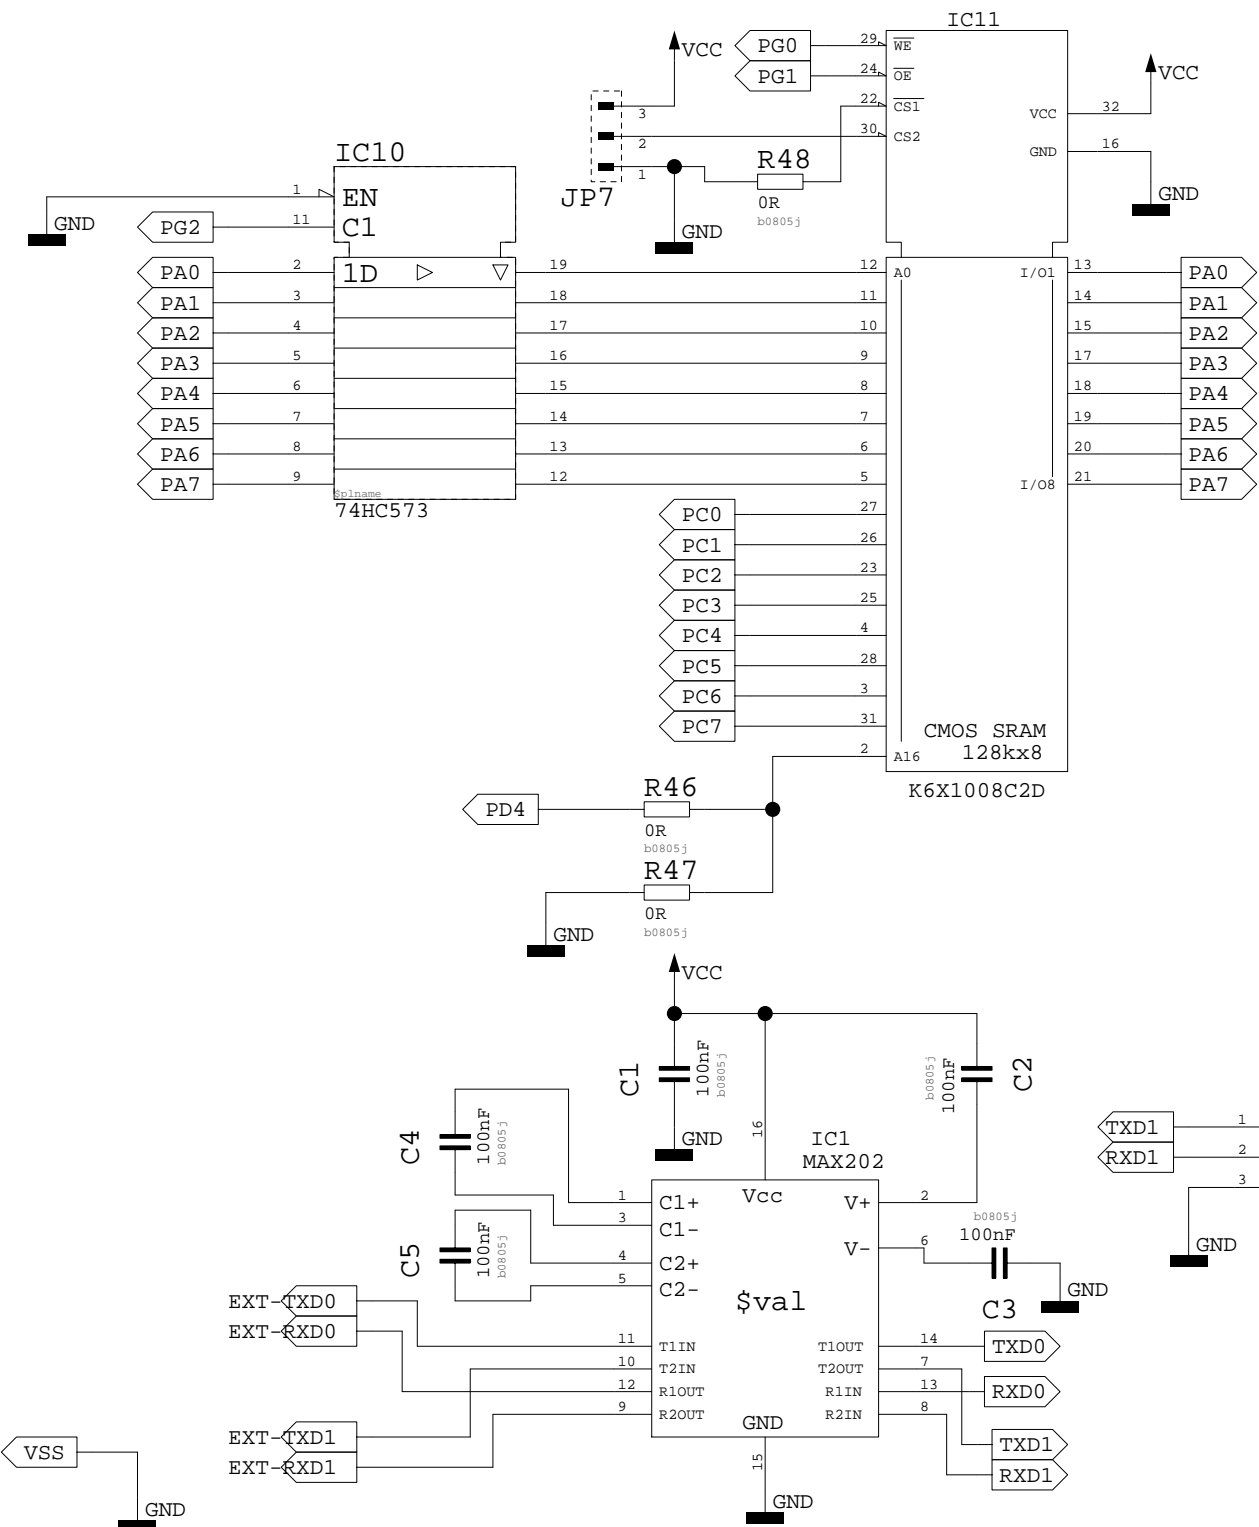 IC11
VCC
PG0
29
WE
PG1
24
OE
VCC
22
CS1
3
VCC
32
30
CS2
2
GND
16
IC10
1
R48
JP7
0R
b0805j
1
EN
GND
GND
GND
PG2
11
C1
PA0
2
1D
19
12
A0
I/O1
13
PA0
PA1
3
18
11
14
PA1
PA2
4
17
10
15
PA2
PA3
5
16
9
17
PA3
PA4
6
15
8
18
PA4
PA5
7
14
7
19
PA5
PA6
8
13
6
20
PA6
PA7
9
12
5
I/O8
21
PA7
$plname
74HC573
PC0
27
PC1
26
PC2
23
PC3
25
PC4
4
PC5
28
PC6
3
PC7
31
CMOS SRAM
128kx8
2
A16
K6X1008C2D
R46
PD4
0R
b0805j
R47
0R
b0805j
GND
VCC
C1
100nF
b0805j
b0805j
100nF
C2
GND
16
IC1
MAX202
C4
100nF
b0805j
TXD1
1
RXD1
2
3
GND
1
C1+
Vcc
V+
2
3
C1-
b0805j
100nF
C5
100nF
b0805j
4
C2+
V-
6
5
C2-
GND
C3
$val
EXT-TXD0
EXT-RXD0
11
T1IN
T1OUT
14
TXD0
10
T2IN
T2OUT
7
12
R1OUT
R1IN
13
RXD0
9
R2OUT
R2IN
8
GND
EXT-TXD1
TXD1
EXT-RXD1
RXD1
15
VSS
GND
GND